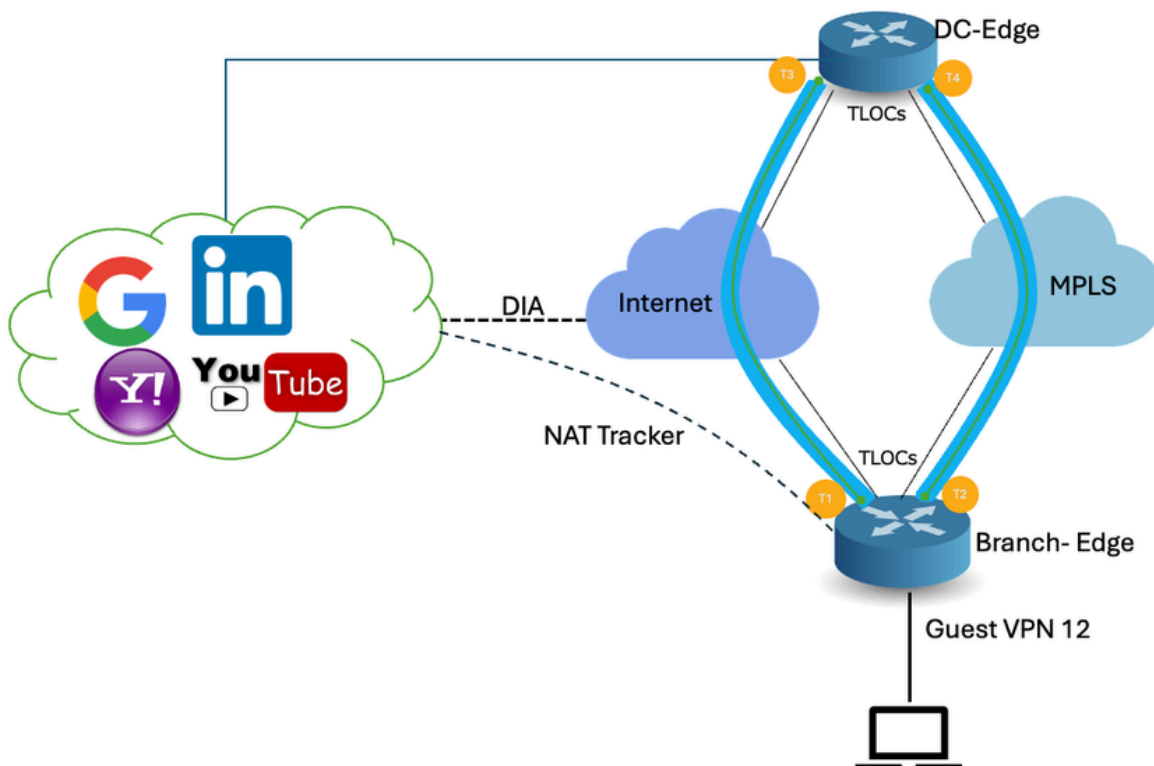 DC-Edge
T3
T4
TLOCs
in
G
Y!
You
Tube
DIA
Internet
MPLS
NAT Tracker
TLOCs
T1
T2
Branch- Edge
Guest VPN 12